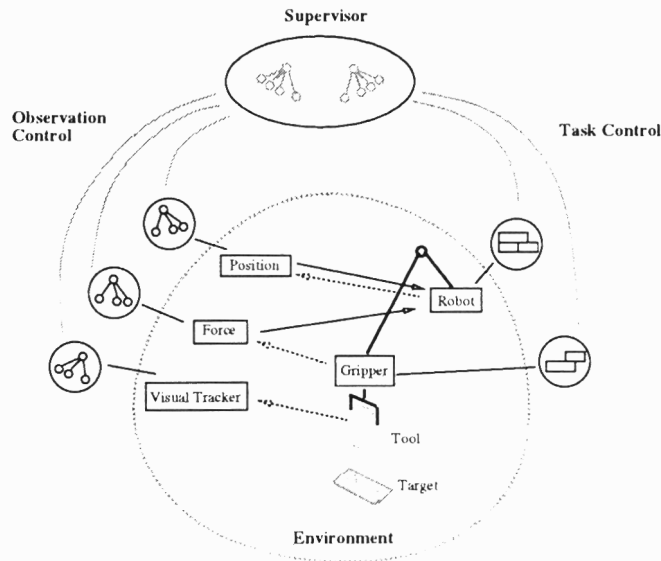 Supervisor
Observation
Control
Task Control
Position
Robot
Force
Gripper
Visual Tracker
Tool
Target
Environment